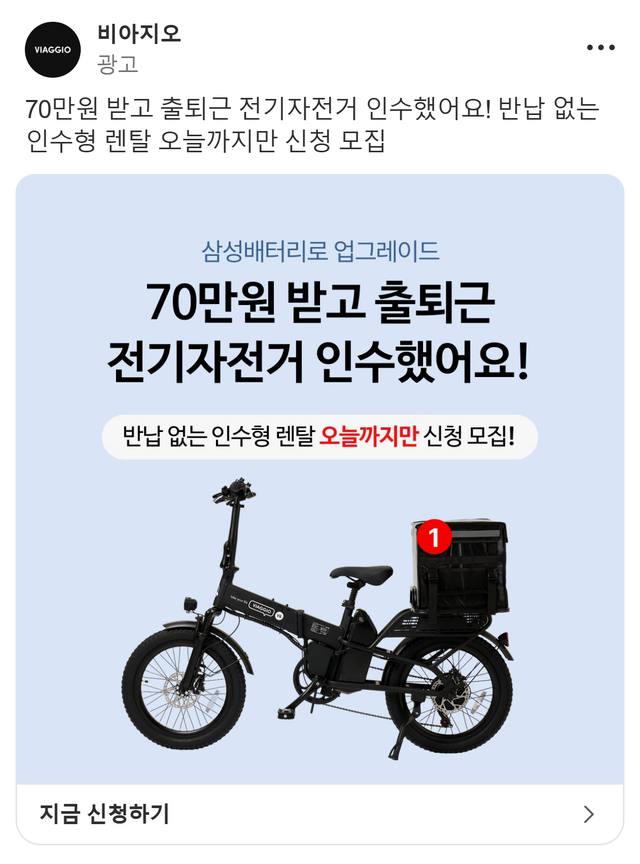 VIAGGIO
비아지오
광고
70만원 받고 출퇴근 전기자전거 인수했어요! 반납 없는
인수형 렌탈 오늘까지만 신청 모집
삼성배터리로 업그레이드
70만원 받고 출퇴근
전기자전거 인수했어요!
반납 없는 인수형 렌탈 오늘까지만 신청 모집!
1
VIAGGIO
지금 신청하기